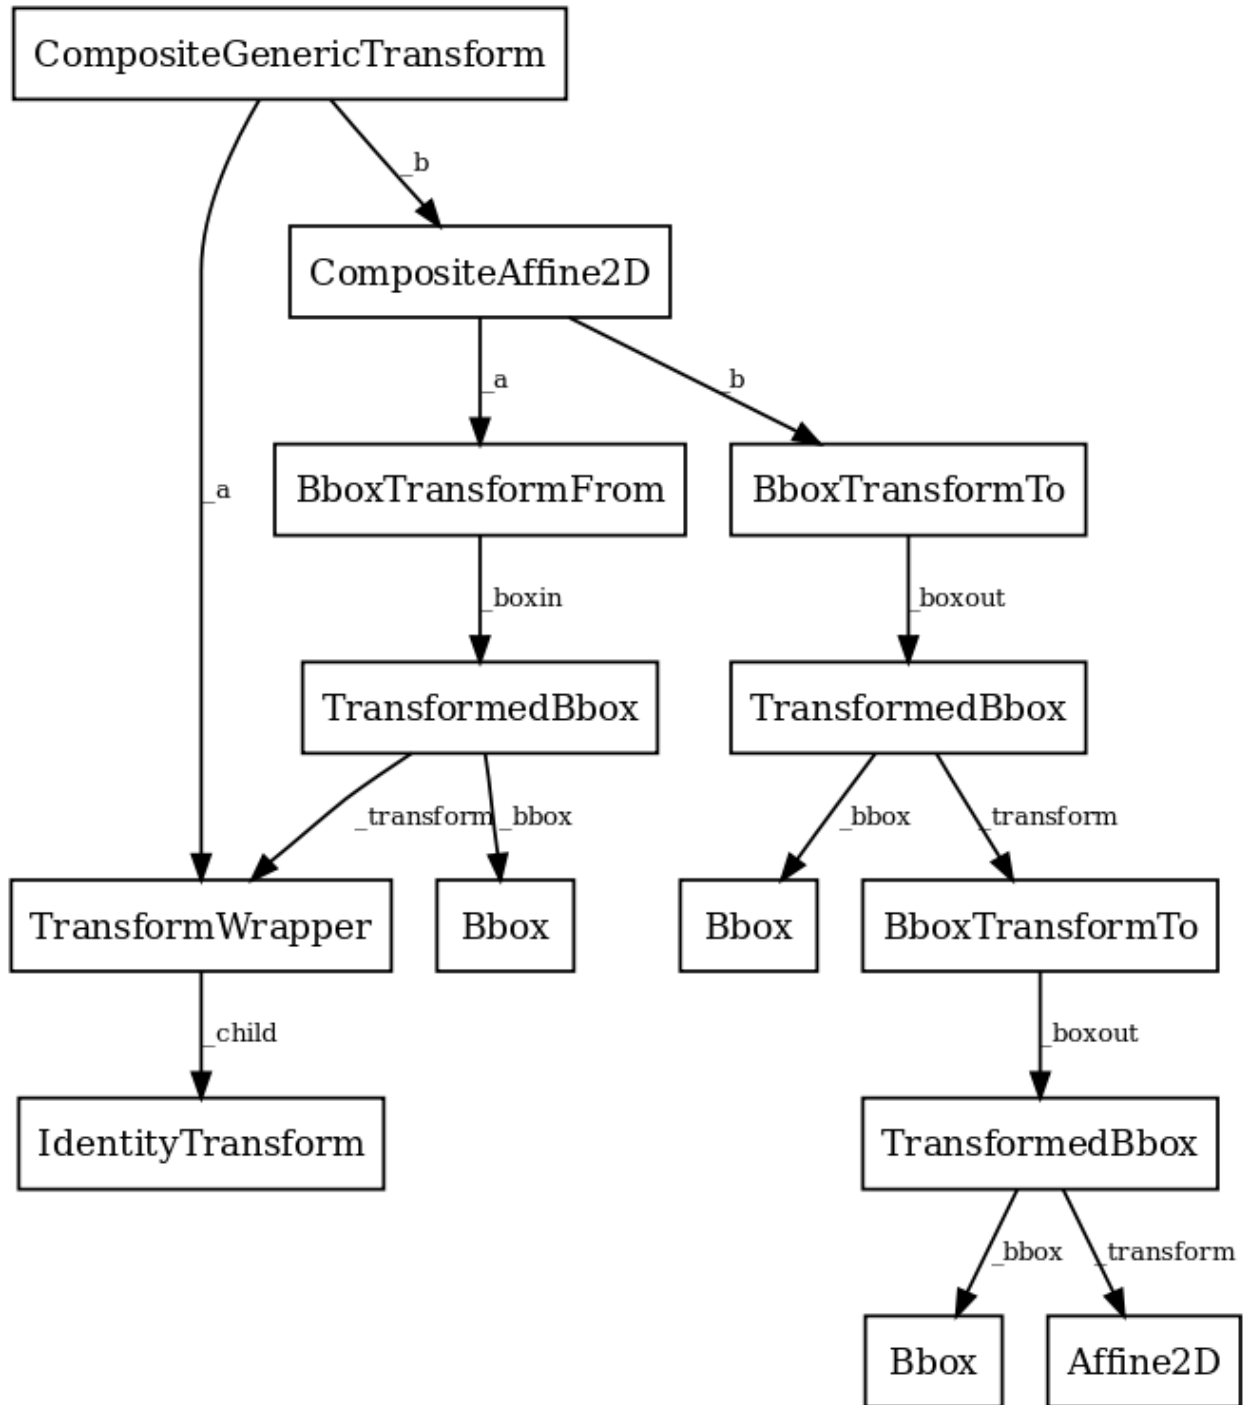 CompositeGenericTransform
_b
CompositeAffine2D
_a
_b
_a
BboxTransformFrom
BboxTransformTo
_boxin
_boxout
TransformedBbox
TransformedBbox
_transform
_bbox
_bbox
_transform
TransformWrapper
Bbox
Bbox
BboxTransformTo
_child
_boxout
IdentityTransform
TransformedBbox
_bbox
_transform
Bbox
Affine2D